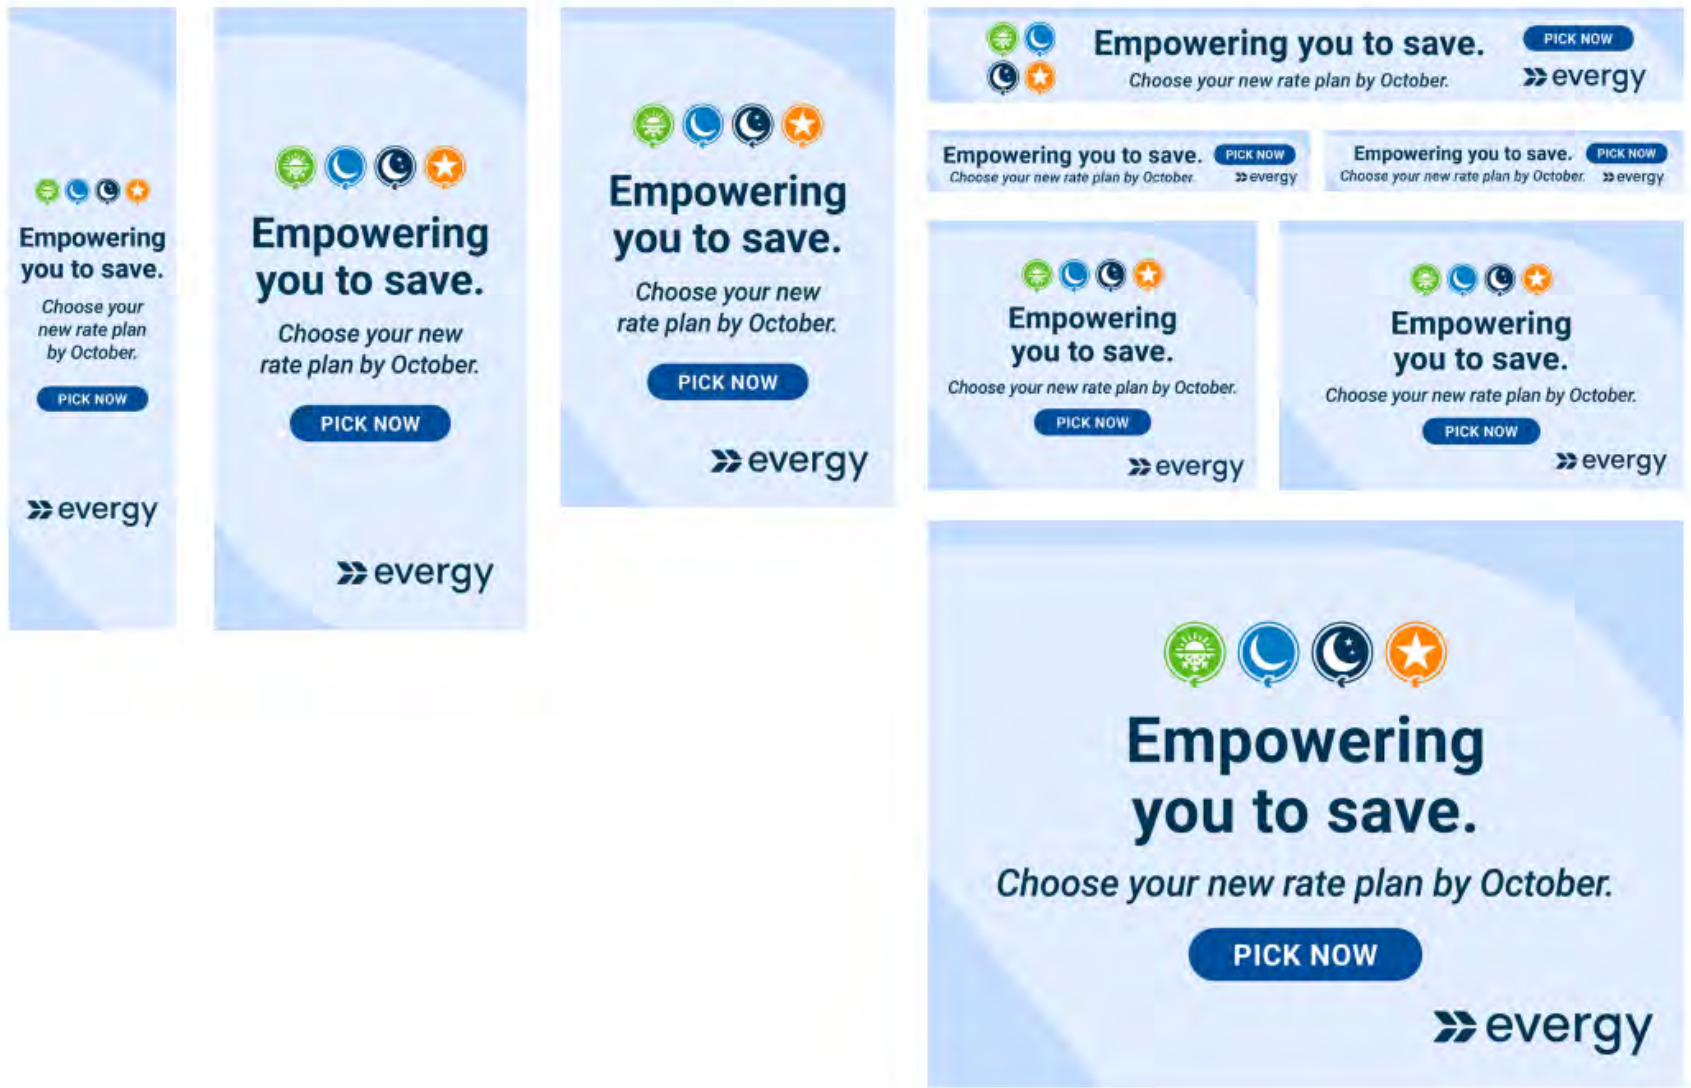 Empowering
you to save.
Choose your
new rate plan
by October.
PICK NOW
evergy
Empowering
you to save.
Choose your new
rate plan by October.
PICK NOW
evergy
Empowering
you to save.
Choose your new
rate plan by October.
PICK NOW
evergy
Empowering you to save.
Choose your new rate plan by October.
PICK NOW
evergy
Empowering you to save.
Choose your new rate plan by October.
PICK NOW
evergy
Empowering you to save.
Choose your new rate plan by October.
PICK NOW
evergy
Empowering
you to save.
Choose your new rate plan by October.
PICK NOW
evergy
Empowering
you to save.
Choose your new rate plan by October.
PICK NOW
evergy
Empowering
you to save.
Choose your new rate plan by October.
PICK NOW
evergy